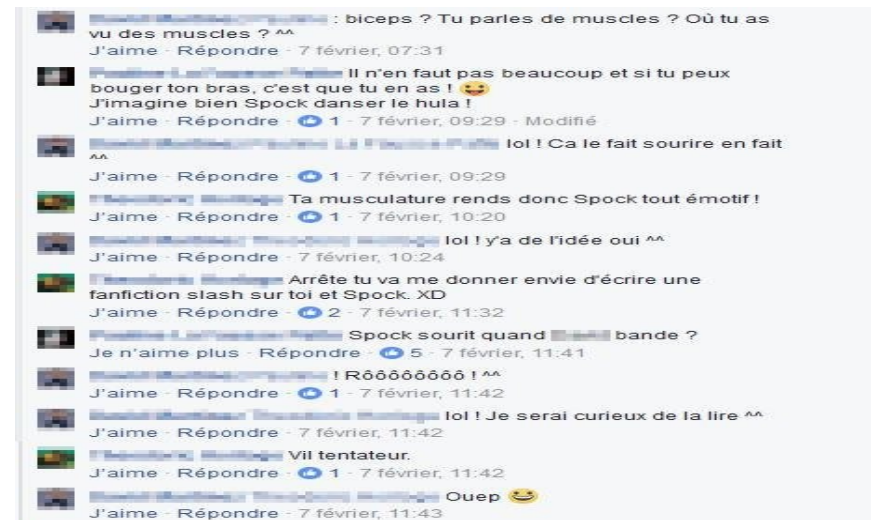 : biceps ? Tu parles de muscles ? Où tu as
vu des muscles ? ^^
J'aime · Répondre · 7 février, 07:31
Il n'en faut pas beaucoup et si tu peux
bouger ton bras, c'est que tu en as !
J'imagine bien Spock danser le hula !
J'aime · Répondre · 1 · 7 février, 09:29 · Modifié
lol ! Ca le fait sourire en fait
^^
J'aime · Répondre · 1 · 7 février, 09:29
Ta musculature rends donc Spock tout émotif !
J'aime · Répondre · 1 · 7 février, 10:20
lol ! y'a de l'idée oui ^^
J'aime · Répondre · 7 février, 10:24
Arrête tu va me donner envie d'écrire une
fanfiction slash sur toi et Spock. XD
J'aime · Répondre · 2 · 7 février, 11:32
Spock sourit quand bande ?
Je n'aime plus · Répondre · 5 · 7 février, 11:41
! Rôôôôôôôô ! ^^
J'aime · Répondre · 1 · 7 février, 11:42
lol ! Je serai curieux de la lire ^^
J'aime · Répondre · 7 février, 11:42
Vil tentateur.
J'aime · Répondre · 1 · 7 février, 11:42
Ouep
J'aime · Répondre · 7 février, 11:43